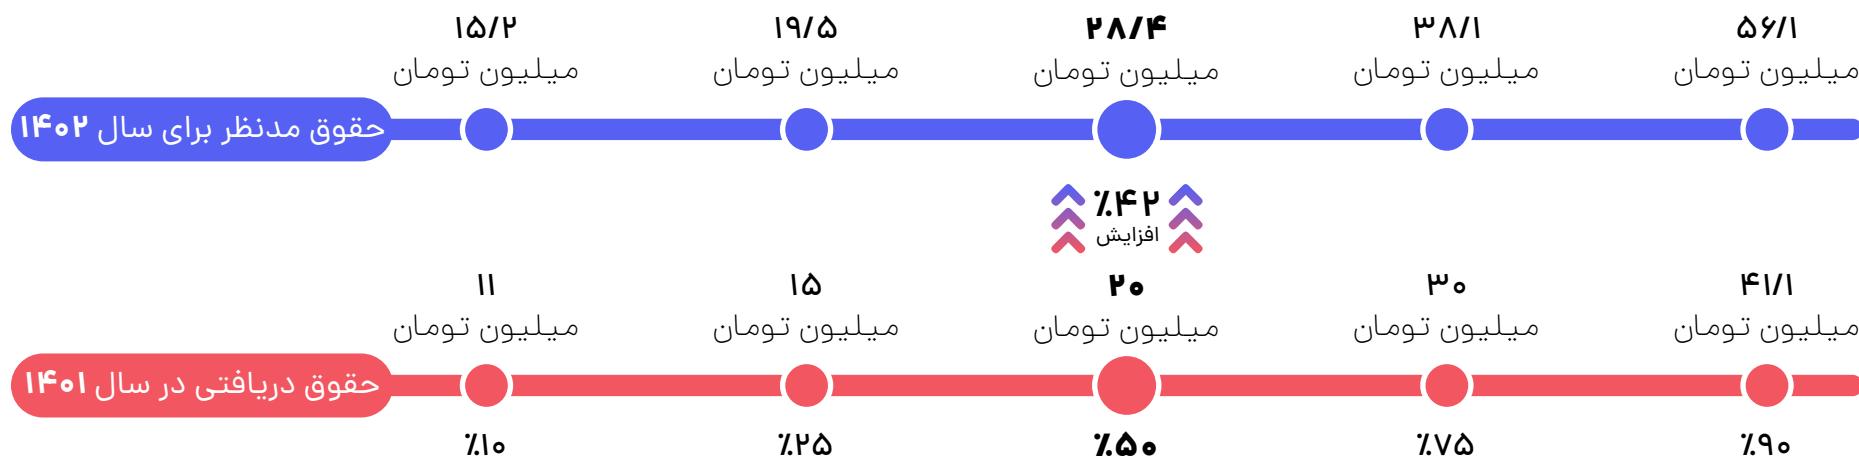 ۱۵/۲
میلیون تومان
۱۹/۵
میلیون تومان
۲۸/۴
میلیون تومان
۳۸/۱
میلیون تومان
۵۶/۱
میلیون تومان
حقوق مدنظر برای سال ۱۴۰۲
٪۴۲
افزایش
۱۱
میلیون تومان
۱۵
میلیون تومان
۲۰
میلیون تومان
۳۰
میلیون تومان
۴۱/۱
میلیون تومان
حقوق دریافتی در سال ۱۴۰۱
٪۱۰
٪۲۵
٪۵۰
٪۷۵
٪۹۰